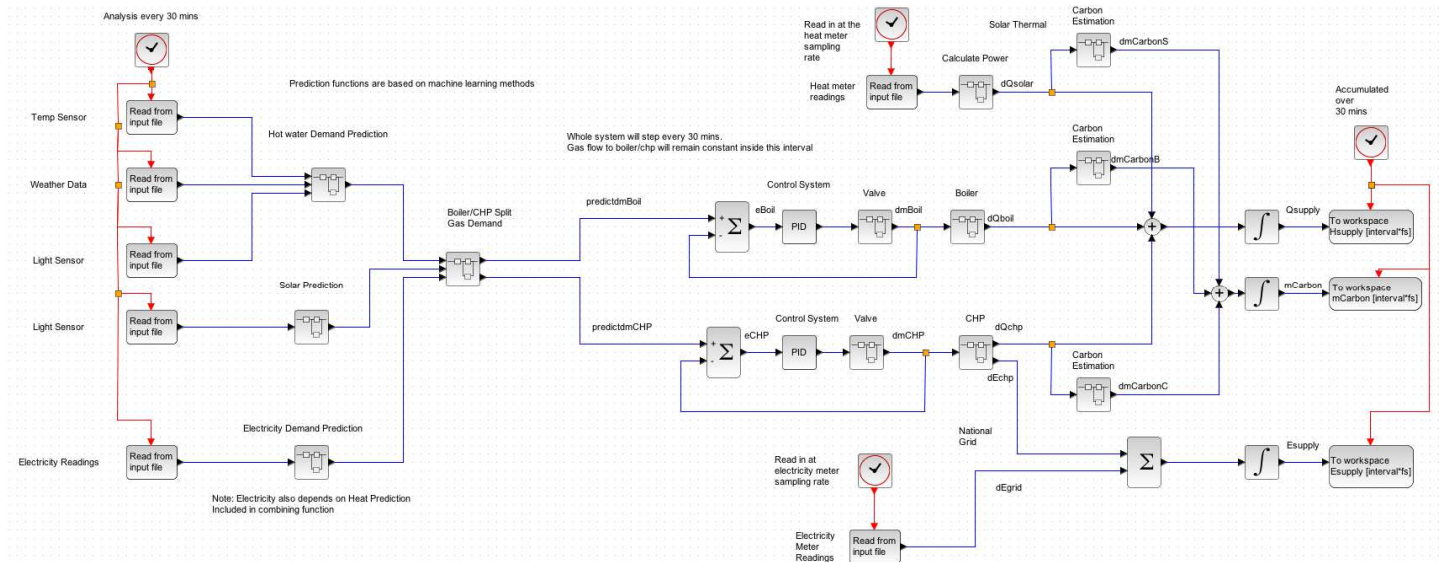 Analysis every 30 mins
Prediction functions are based on machine learning methods
Temp Sensor
Read from
input file
Hot water Demand Prediction
Weather Data
Read from
input file
Light Sensor
Read from
input file
Light Sensor
Read from
input file
Solar Prediction
Electricity Readings
Read from
input file
Electricity Demand Prediction
Note: Electricity also depends on Heat Prediction
Included in combining function
Boiler/CHP Split
Gas Demand
Whole system will step every 30 mins.
Gas flow to boiler/chp will remain constant inside this interval
predictdmBoil
+
-
Σ
eBoil
Control System
PID
Valve
dmBoil
Boiler
dQboil
predictdmCHP
+
-
Σ
eCHP
Control System
PID
Valve
dmCHP
CHP
dQchp
dEchp
Read in at the
heat meter
sampling
rate
Heat meter
readings
Read from
input file
Calculate Power
dQsolar
Solar Thermal
Carbon
Estimation
dmCarbonS
Carbon
Estimation
dmCarbonB
Carbon
Estimation
dmCarbonC
National
Grid
Read in at
electricity meter
sampling rate
Electricity
Meter
Readings
Read from
input file
dEgrid
Σ
+
+
∫
Qsupply
∫
mCarbon
∫
Esupply
Accumulated
over
30 mins
To workspace
Hsupply [interval*fs]
To workspace
mCarbon [interval*fs]
To workspace
Esupply [interval*fs]